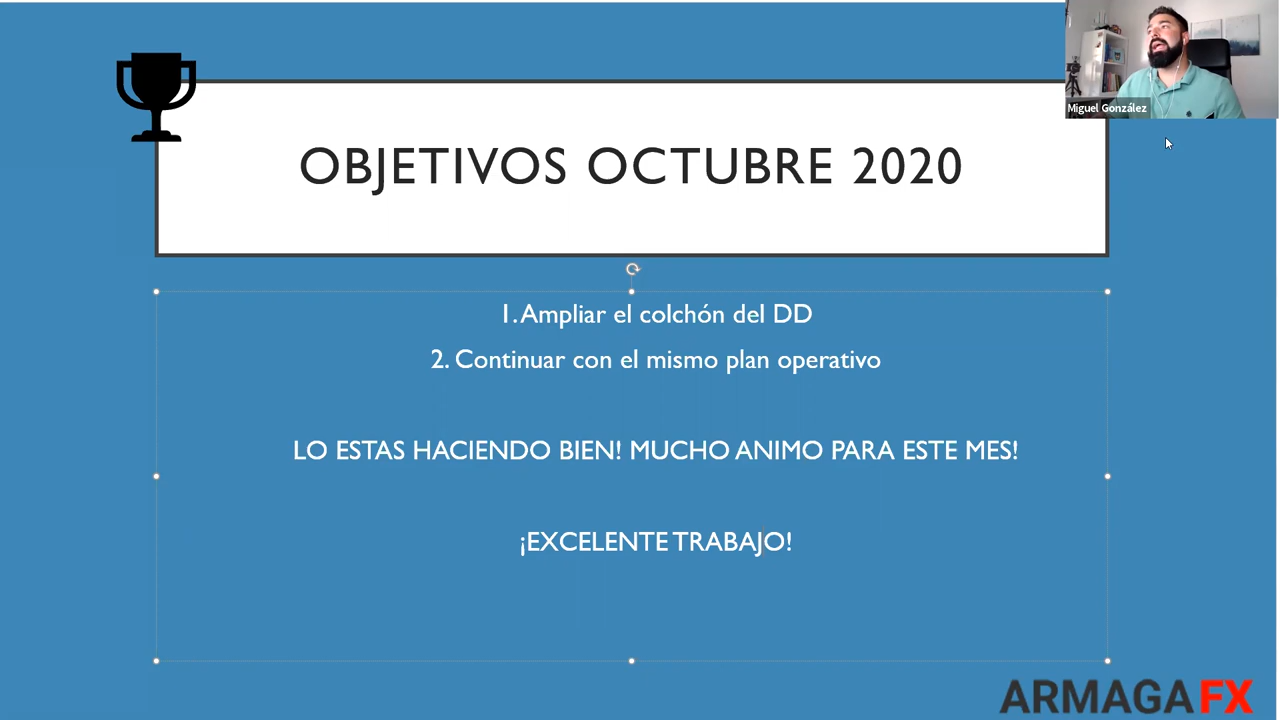 Miguel González
OBJETIVOS OCTUBRE 2020
1. Ampliar el colchón del DD
2. Continuar con el mismo plan operativo
LO ESTAS HACIENDO BIEN! MUCHO ANIMO PARA ESTE MES!
¡EXCELENTE TRABAJO!
ARMAGAFX